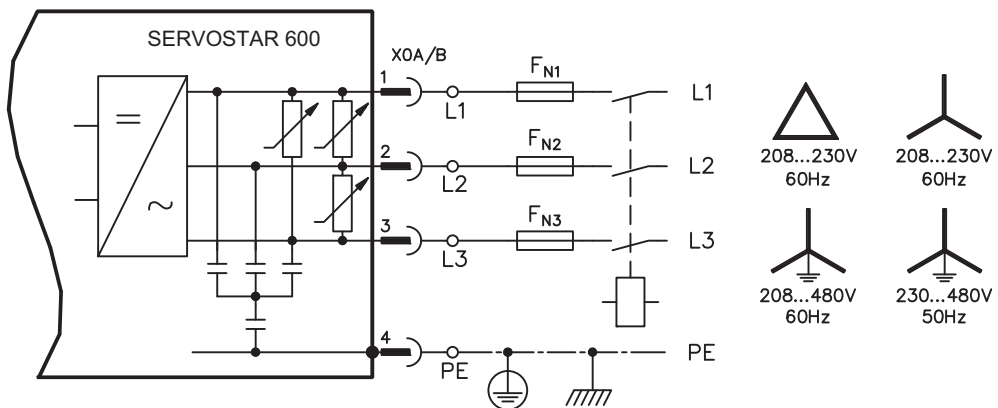 SERVOSTAR 600
X0A/B
1
L1
FN1
L1
2
L2
FN2
L2
3
L3
FN3
L3
4
PE
PE
=
~
208...230V
60Hz
208...230V
60Hz
208...480V
60Hz
230...480V
50Hz